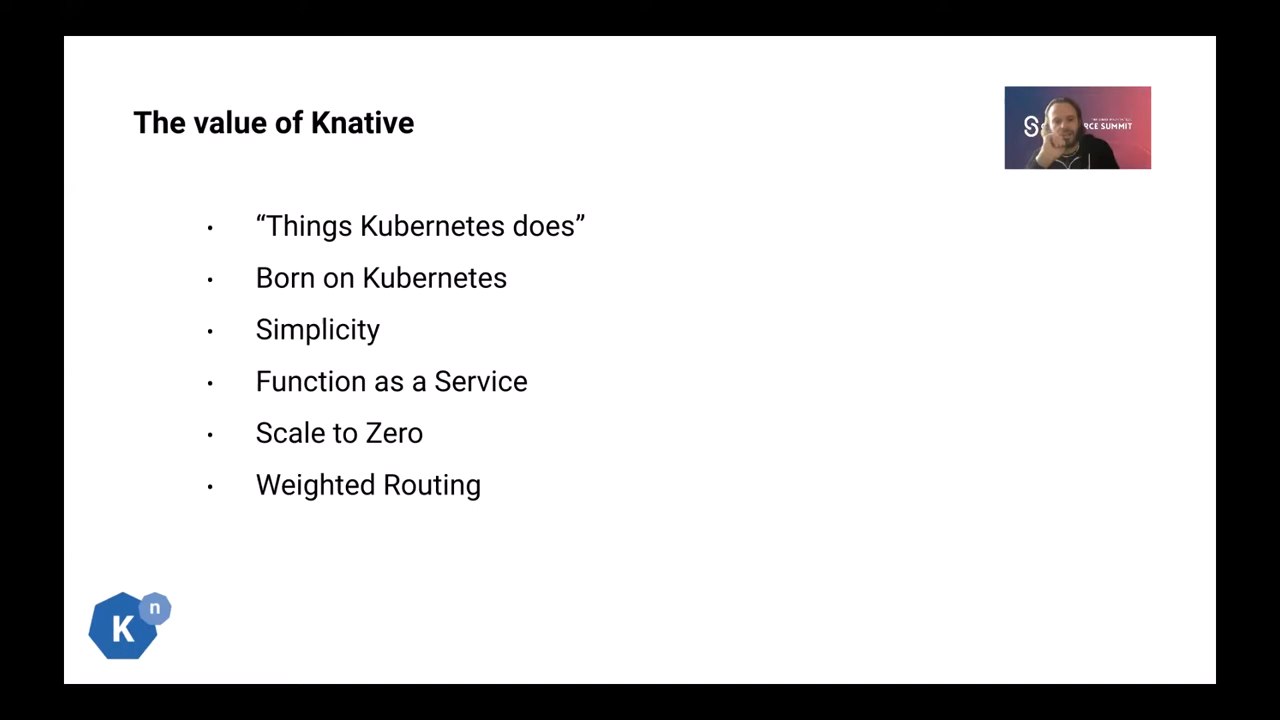 The value of Knative
RCE SUMMIT
“Things Kubernetes does”
Born on Kubernetes
Simplicity
Function as a Service
Scale to Zero
Weighted Routing
K
n